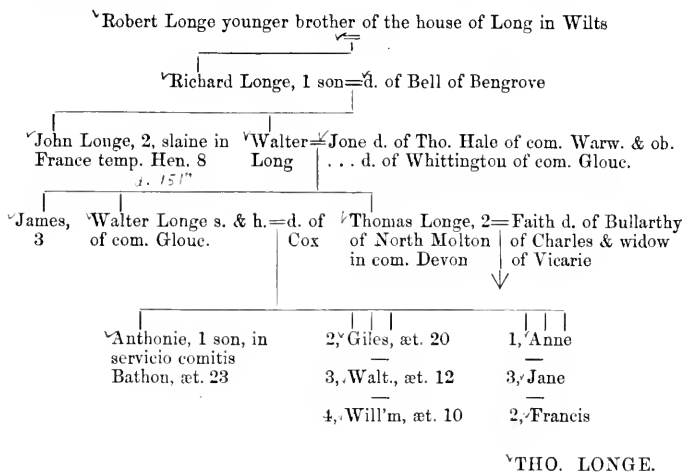 Robert Longe younger brother of the house of Long in Wilts
=
Richard Longe, 1 son=d. of Bell of Bengrove
John Longe, 2, slaine in France temp. Hen. 8
Walter Long
=
Jone d. of Tho. Hale of com. Warw. & ob. ... d. of Whittington of com. Glouc.
James, 3
Walter Longe s. & h.=d. of Cox
of com. Glouc.
Thomas Longe, 2=Faith d. of Bullarthy
of North Molton of Charles & widow
in com. Devon of Vicarie
Anthonie, 1 son, in
servicio comitis
Bathon, æt. 23
2, Giles, æt. 20
3, Walt., æt. 12
4, Will'm, æt. 10
1, Anne
3, Jane
2, Francis
THO. LONGE.